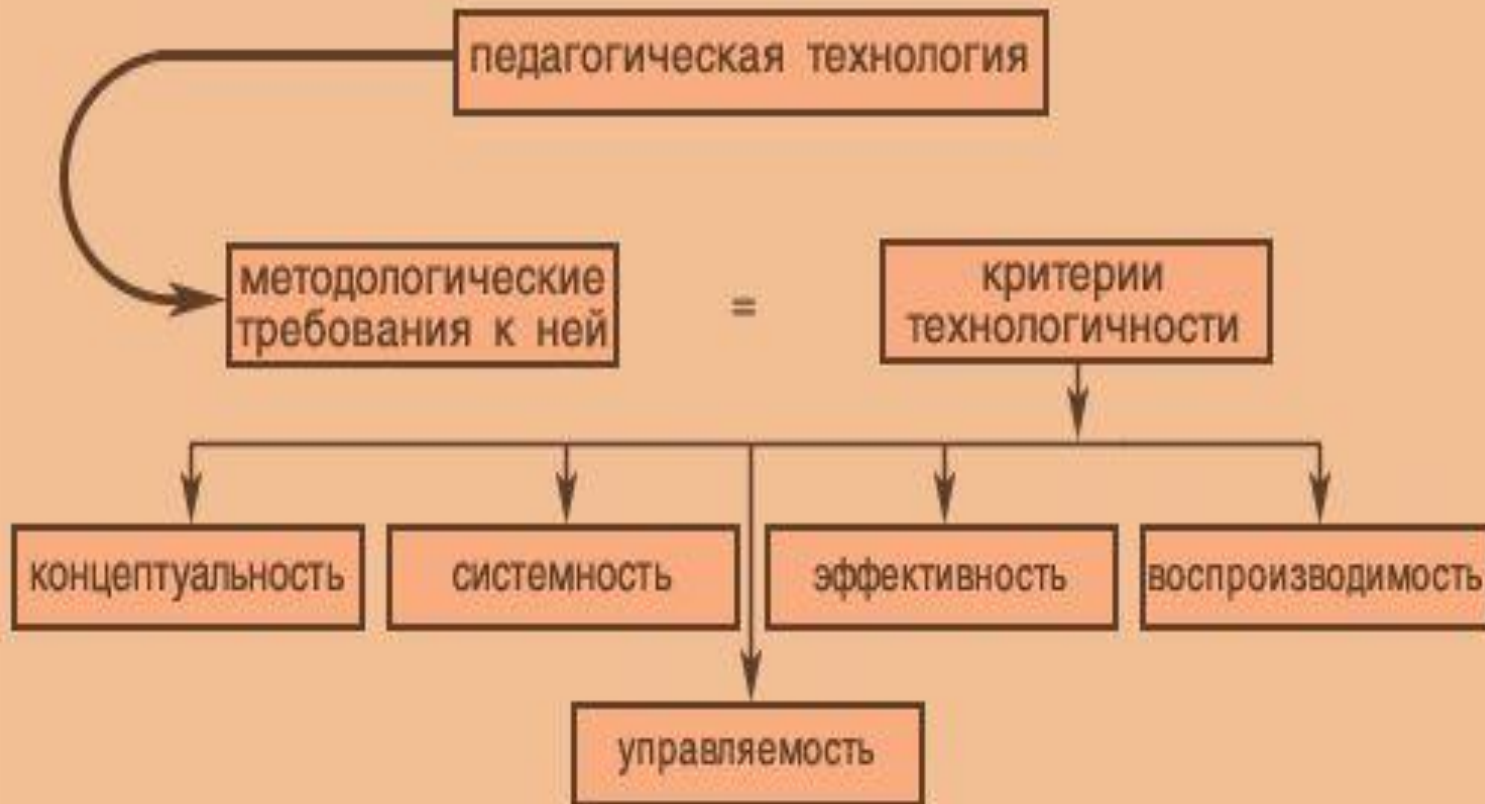 педагогическая технология
методологические
требования к ней
=
критерии
технологичности
концептуальность
системность
эффективность
воспроизводимость
управляемость